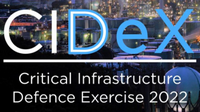 CIDeX
Critical Infrastructure
Defence Exercise 2022